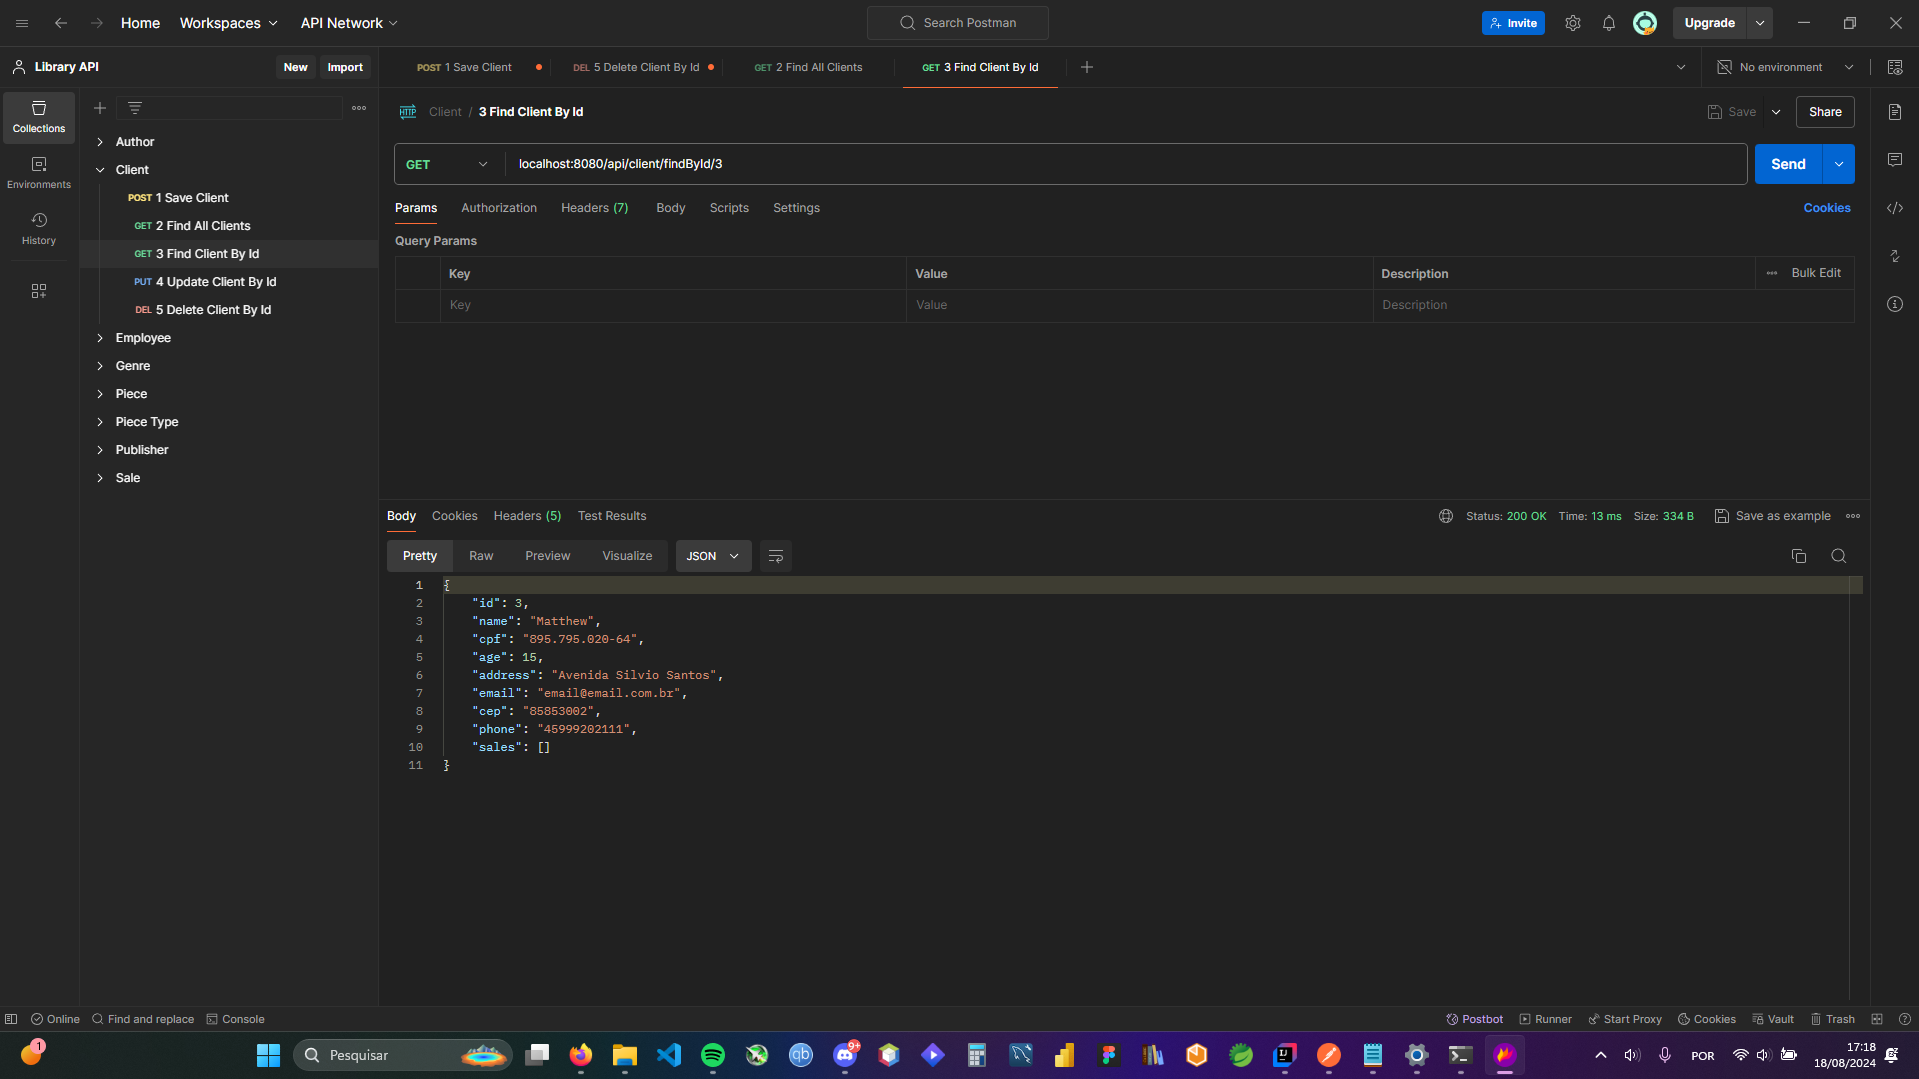 Home Workspaces API Network Search Postman Invite Upgrade
Library API New Import POST 1 Save Client DEL 5 Delete Client By Id GET 2 Find All Clients GET 3 Find Client By Id No environment
Collections
Environments
History
Author
Client
POST 1 Save Client
GET 2 Find All Clients
GET 3 Find Client By Id
PUT 4 Update Client By Id
DEL 5 Delete Client By Id
Employee
Genre
Piece
Piece Type
Publisher
Sale
HTTP Client / 3 Find Client By Id Save Share
GET localhost:8080/api/client/findById/3 Send
Params Authorization Headers (7) Body Scripts Settings Cookies
Query Params
Key Value Description Bulk Edit
Key Value Description
Body Cookies Headers (5) Test Results Status: 200 OK Time: 13 ms Size: 334 B Save as example
Pretty Raw Preview Visualize JSON
1 {
2 "id": 3,
3 "name": "Matthew",
4 "cpf": "895.795.020-64",
5 "age": 15,
6 "address": "Avenida Silvio Santos",
7 "email": "email@email.com.br",
8 "cep": "85853002",
9 "phone": "45999202111",
10 "sales": []
11 }
Online Find and replace Console Postbot Runner Start Proxy Cookies Vault Trash
1 Pesquisar qb 9+ IJ POR 17:18
18/08/2024